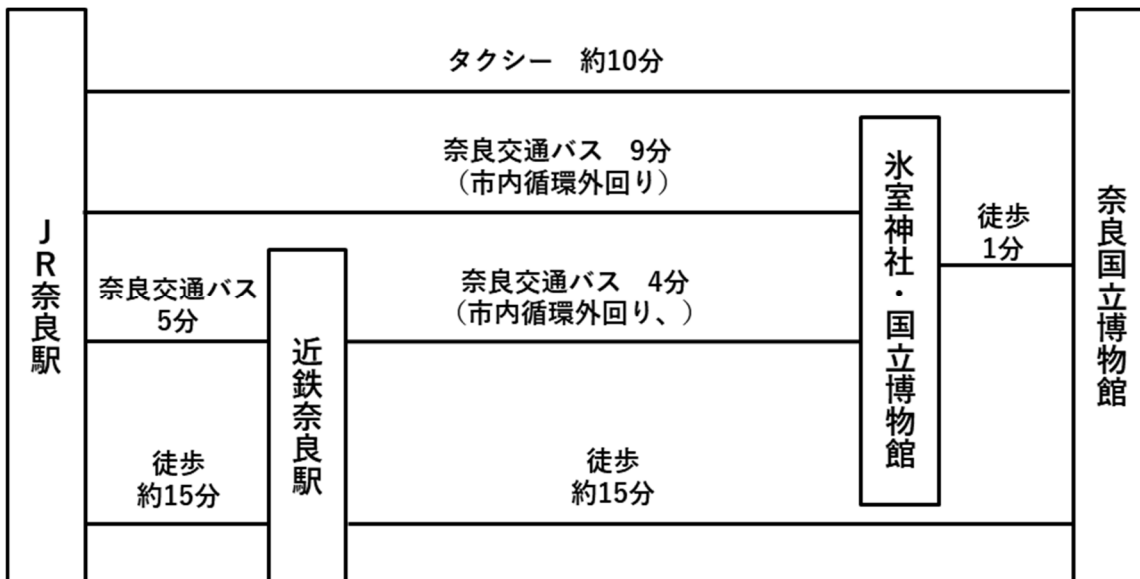 タクシー　約10分
奈良交通バス　9分
（市内循環外回り）
JR奈良駅
奈良交通バス
5分
近鉄奈良駅
奈良交通バス　4分
（市内循環外回り、）
氷室神社・国立博物館
徒歩
1分
奈良国立博物館
徒歩
約15分
徒歩
約15分